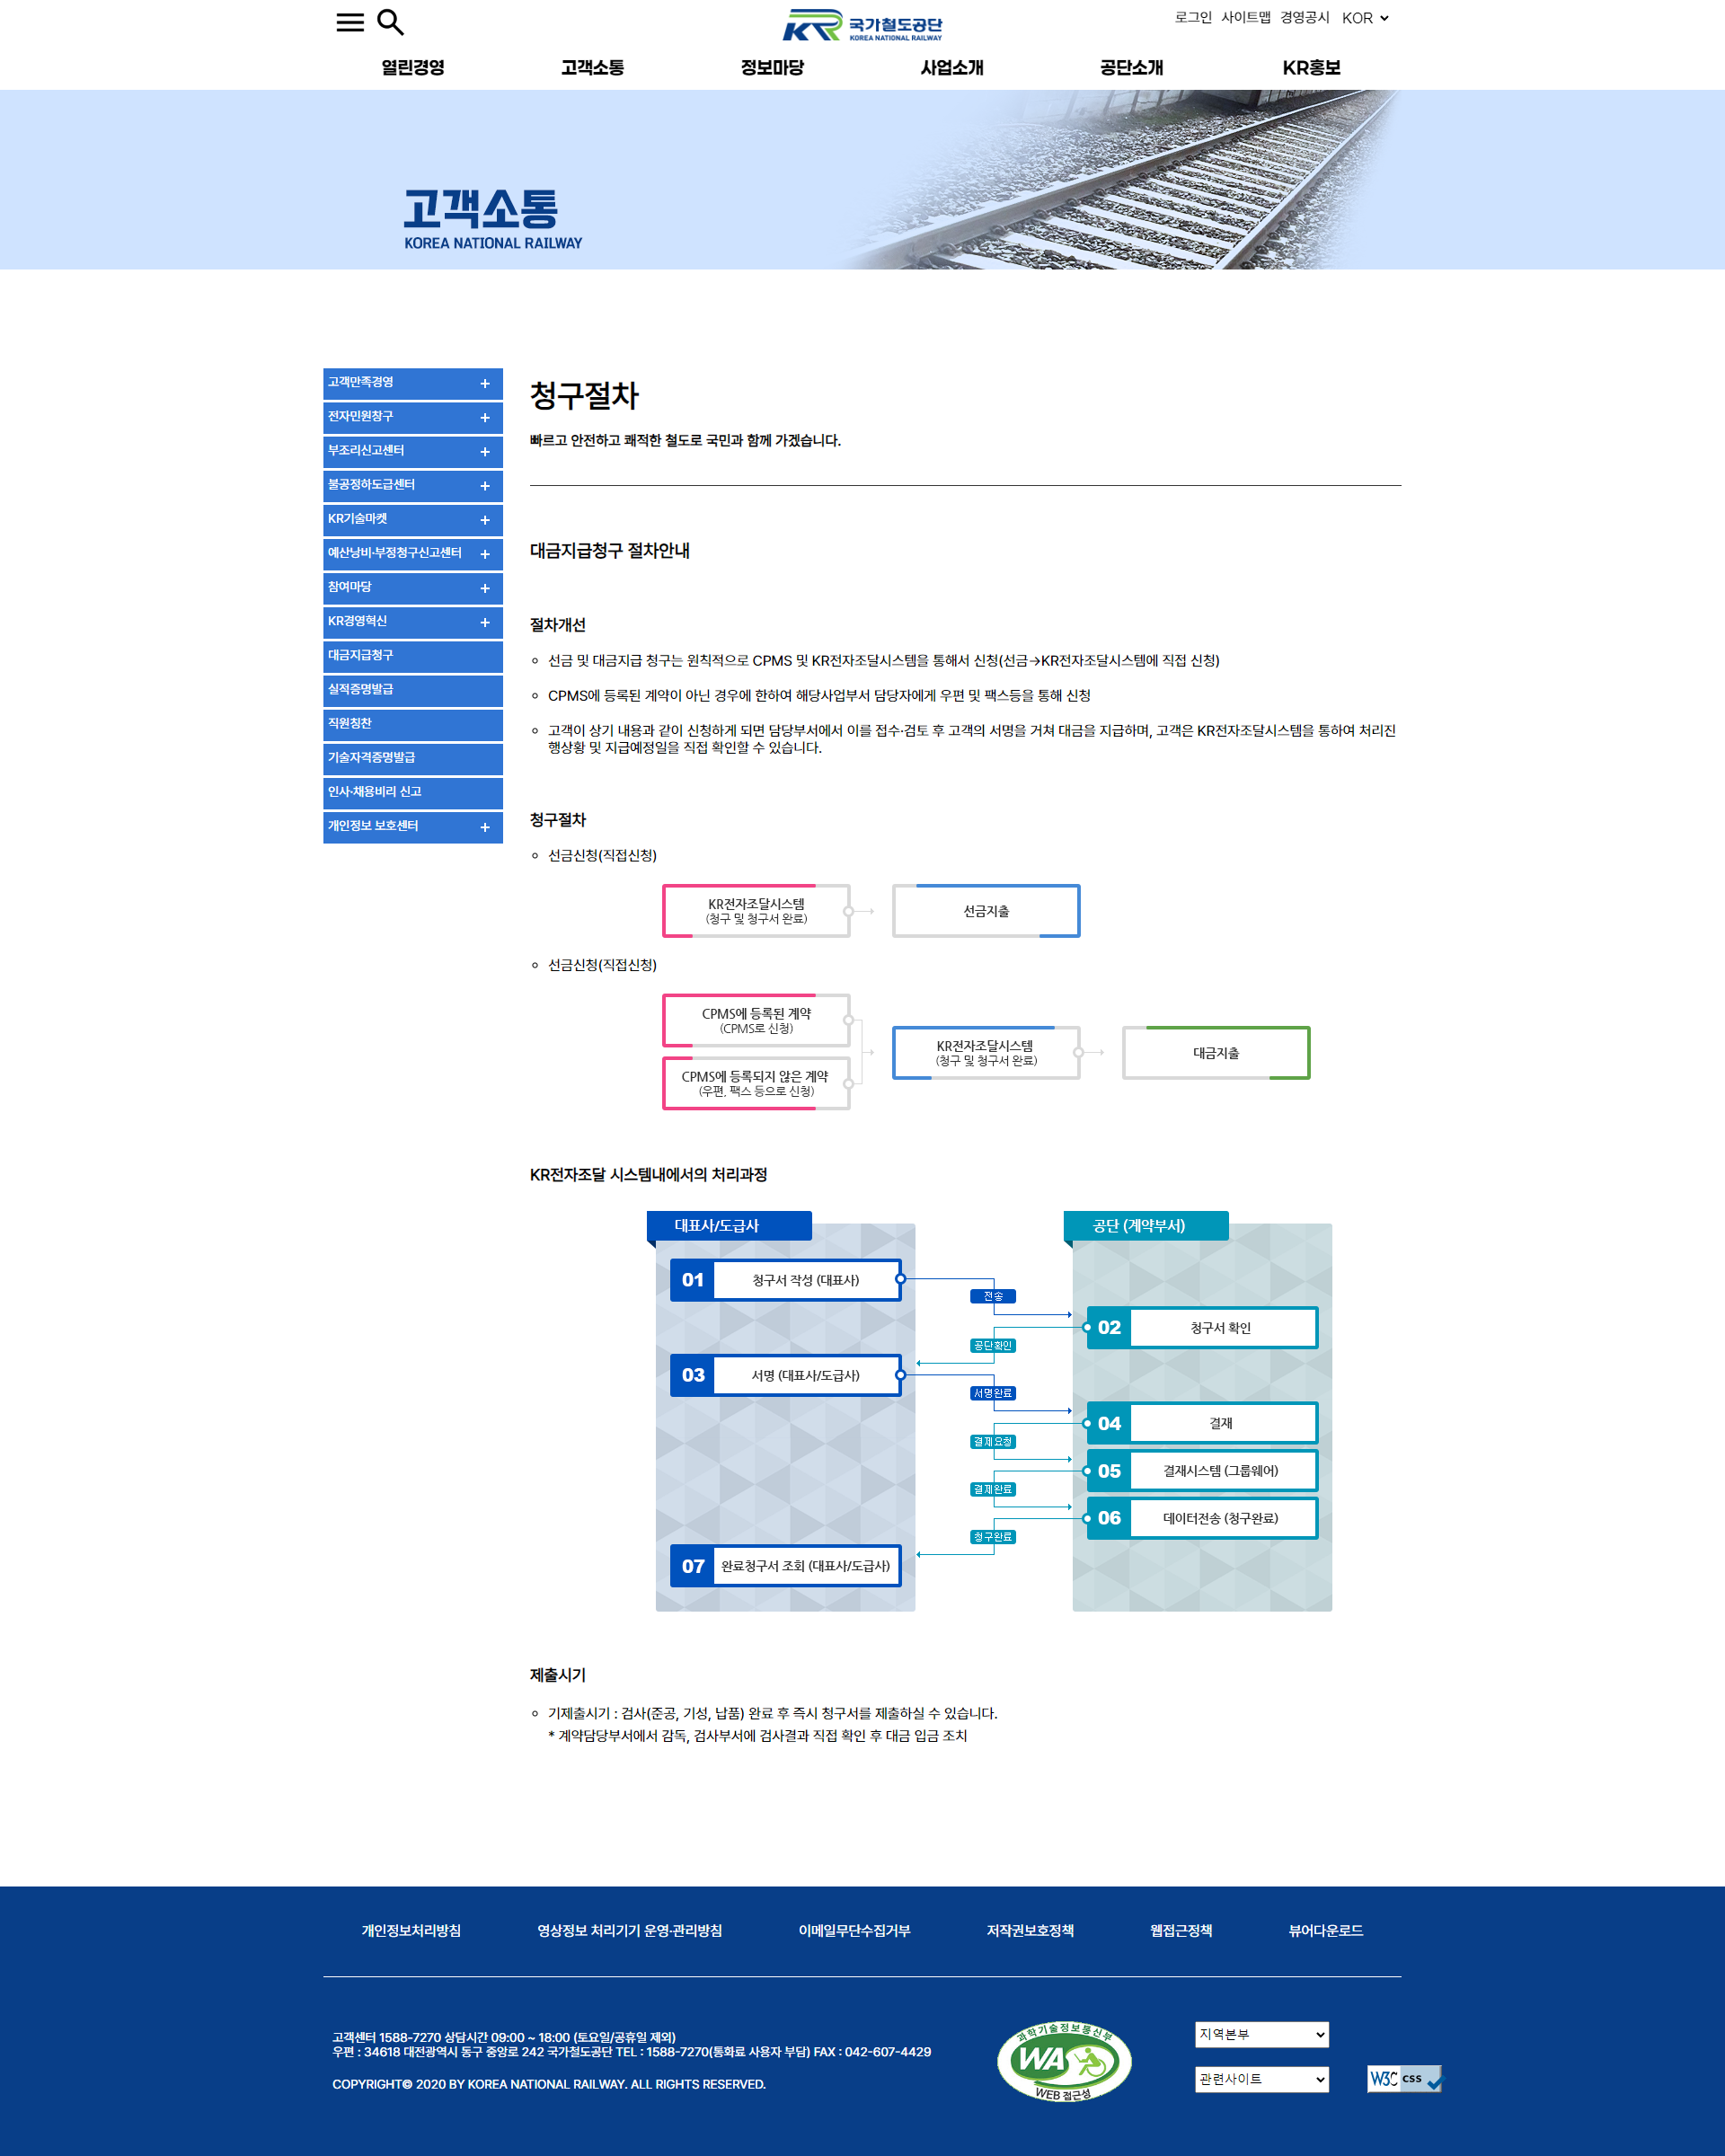 국가철도공단
KOREA NATIONAL RAILWAY
로그인 사이트맵 경영공시 KOR
열린경영 고객소통 정보마당 사업소개 공단소개 KR홍보
고객소통
KOREA NATIONAL RAILWAY
고객만족경영
전자민원창구
부조리신고센터
불공정하도급센터
KR기술마켓
예산낭비·부정청구신고센터
참여마당
KR경영혁신
대금지급청구
실적증명발급
직원칭찬
기술자격증명발급
인사·채용비리 신고
개인정보 보호센터
청구절차
빠르고 안전하고 쾌적한 철도로 국민과 함께 가겠습니다.
대금지급청구 절차안내
절차개선
선금 및 대금지급 청구는 원칙적으로 CPMS 및 KR전자조달시스템을 통해서 신청(선금→KR전자조달시스템에 직접 신청)
CPMS에 등록된 계약이 아닌 경우에 한하여 해당사업부서 담당자에게 우편 및 팩스등을 통해 신청
고객이 상기 내용과 같이 신청하게 되면 담당부서에서 이를 접수·검토 후 고객의 서명을 거쳐 대금을 지급하며, 고객은 KR전자조달시스템을 통하여 처리진
행상황 및 지급예정일을 직접 확인할 수 있습니다.
청구절차
선금신청(직접신청)
KR전자조달시스템
(청구 및 청구서 완료)
선금지출
선금신청(직접신청)
CPMS에 등록된 계약
(CPMS로 신청)
CPMS에 등록되지 않은 계약
(우편, 팩스 등으로 신청)
KR전자조달시스템
(청구 및 청구서 완료)
대금지출
KR전자조달 시스템내에서의 처리과정
대표사/도급사
공단 (계약부서)
01 청구서 작성 (대표사)
전송
02 청구서 확인
공단확인
03 서명 (대표사/도급사)
서명완료
04 결재
결제요청
05 결재시스템 (그룹웨어)
결제완료
06 데이터전송 (청구완료)
청구완료
07 완료청구서 조회 (대표사/도급사)
제출시기
기제출시기 : 검사(준공, 기성, 납품) 완료 후 즉시 청구서를 제출하실 수 있습니다.
* 계약담당부서에서 감독, 검사부서에 검사결과 직접 확인 후 대금 입금 조치
개인정보처리방침 영상정보 처리기기 운영·관리방침 이메일무단수집거부 저작권보호정책 웹접근정책 뷰어다운로드
고객센터 1588-7270 상담시간 09:00 ~ 18:00 (토요일/공휴일 제외)
우편 : 34618 대전광역시 동구 중앙로 242 국가철도공단 TEL : 1588-7270(통화료 사용자 부담) FAX : 042-607-4429
COPYRIGHT© 2020 BY KOREA NATIONAL RAILWAY. ALL RIGHTS RESERVED.
과학기술정보통신부
WA
WEB 접근성
지역본부
관련사이트
W3C css